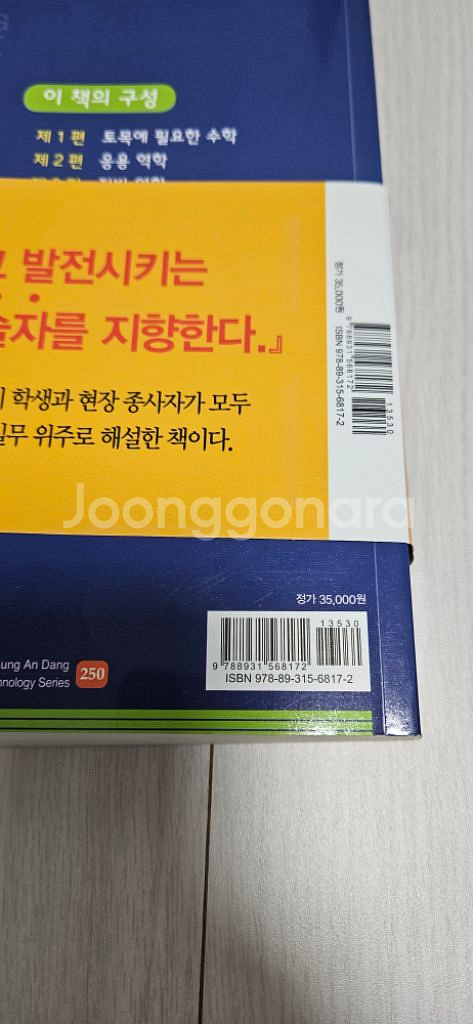 이 책의 구성
제 1 편 토목에 필요한 수학
제 2 편 응용 역학
발전시키는
자를 지향한다.』
학생과 현장 종사자가 모두
위주로 해설한 책이다.
정가 35,000원
9 788931 568172
13530
ISBN 978-89-315-6817-2
Joonggonara
정가 35,000원
13530
9 788931 568172
ISBN 978-89-315-6817-2
An Dang
Series 250